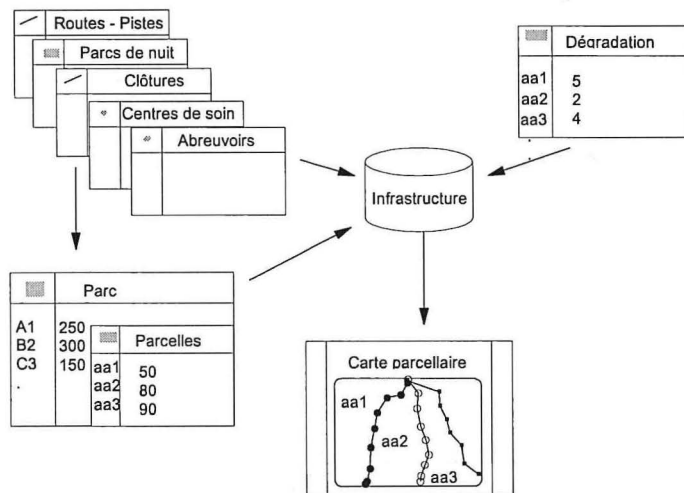 Routes - Pistes
Parcs de nuit
Clôtures
Centres de soin
Abreuvoirs
Dégradation
aa1 5
aa2 2
aa3 4
Infrastructure
Parc
A1 250
B2 300
C3 150
Parcelles
aa1 50
aa2 80
aa3 90
Carte parcellaire
aa1
aa2
aa3